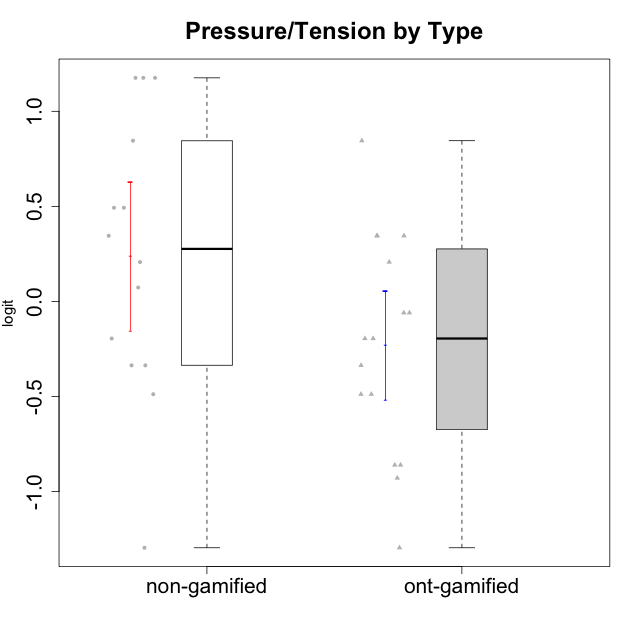 Pressure/Tension by Type
logit
1.0
0.5
0.0
-0.5
-1.0
non-gamified
ont-gamified